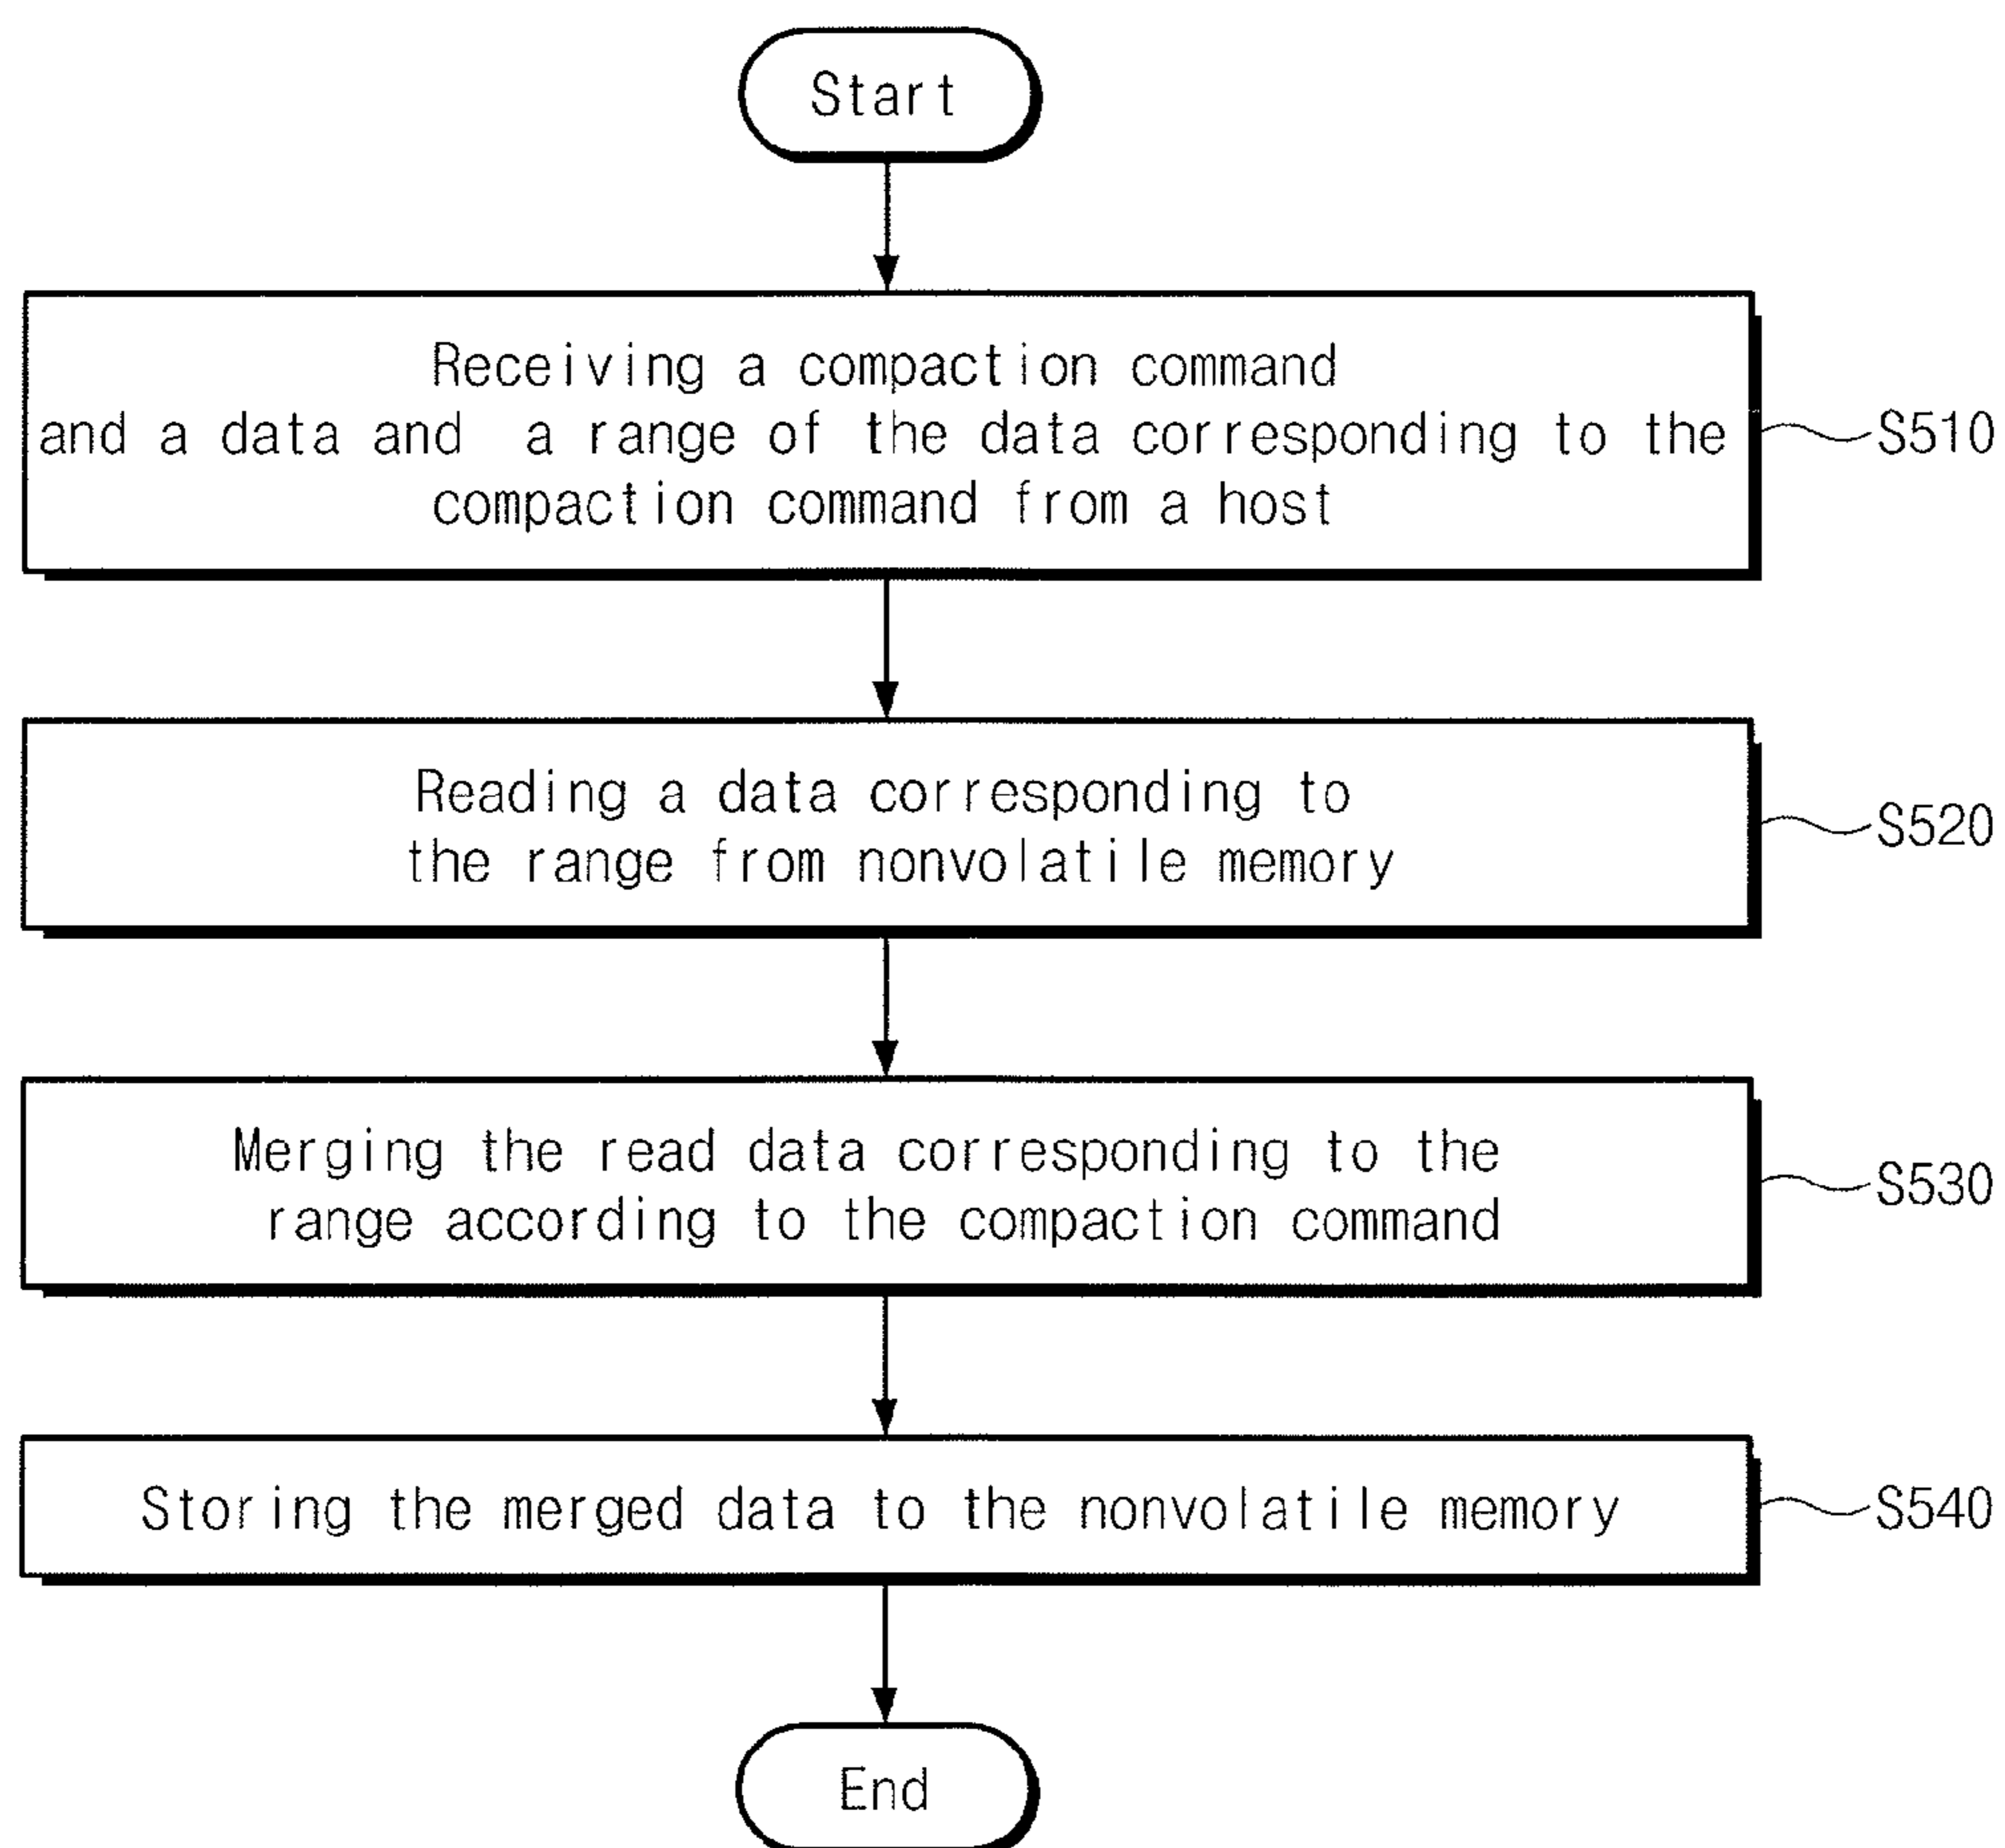 Start
Receiving a compaction command
and a data and a range of the data corresponding to the
compaction command from a host
S510
Reading a data corresponding to
the range from nonvolatile memory
S520
Merging the read data corresponding to the
range according to the compaction command
S530
Storing the merged data to the nonvolatile memory
S540
End